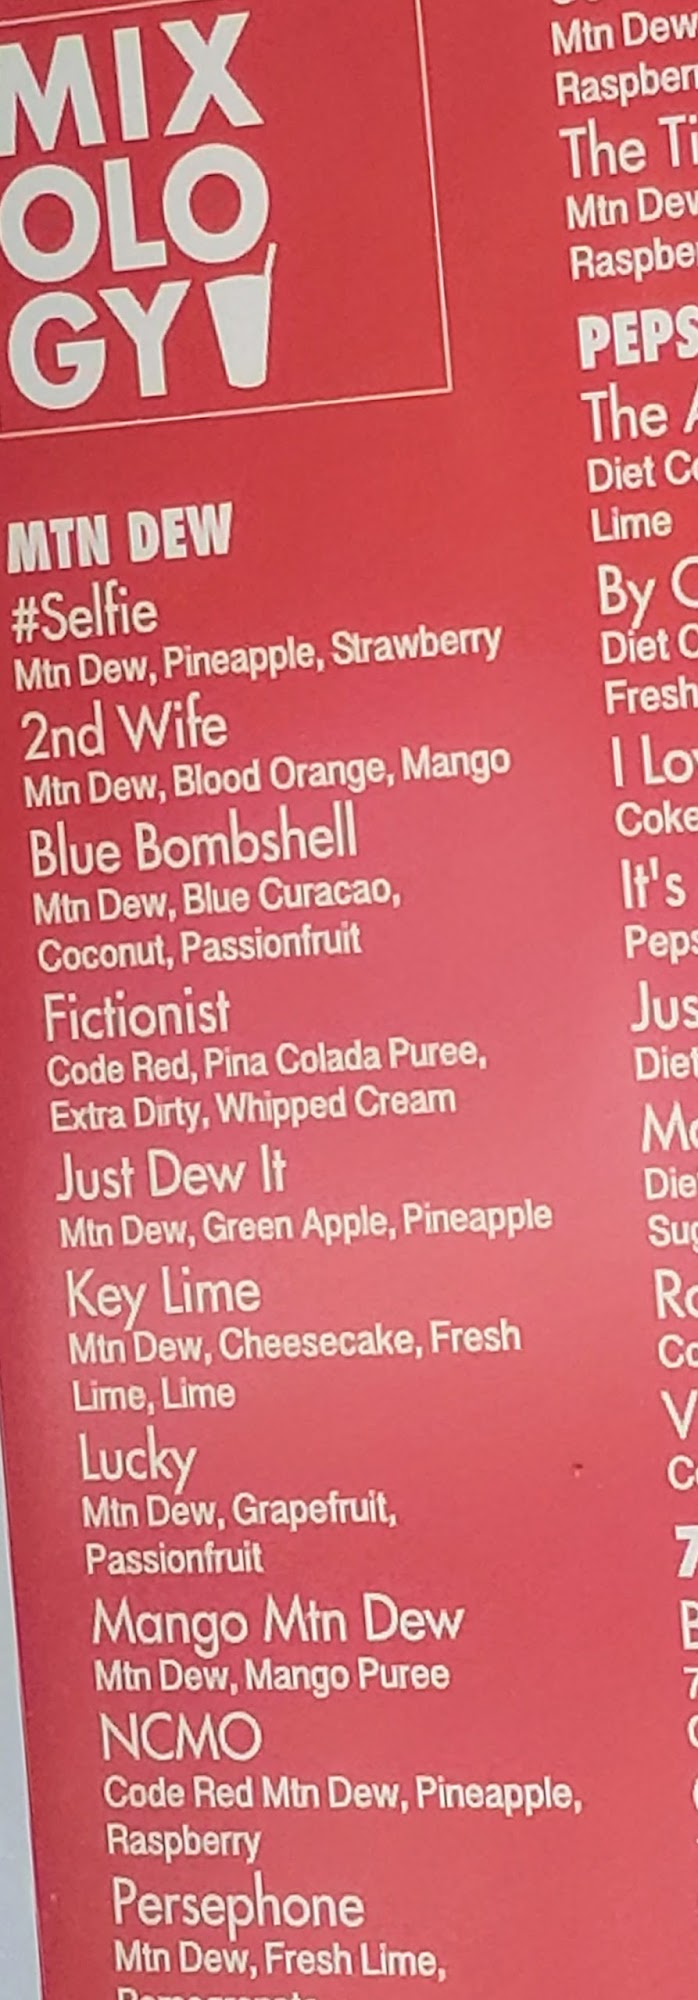 MIX
OLO
GY
MTN DEW
#Selfie
Mtn Dew, Pineapple, Strawberry
2nd Wife
Mtn Dew, Blood Orange, Mango
Blue Bombshell
Mtn Dew, Blue Curacao,
Coconut, Passionfruit
Fictionist
Code Red, Pina Colada Puree,
Extra Dirty, Whipped Cream
Just Dew It
Mtn Dew, Green Apple, Pineapple
Key Lime
Mtn Dew, Cheesecake, Fresh
Lime, Lime
Lucky
Mtn Dew, Grapefruit,
Passionfruit
Mango Mtn Dew
Mtn Dew, Mango Puree
NCMO
Code Red Mtn Dew, Pineapple,
Raspberry
Persephone
Mtn Dew, Fresh Lime,
Mtn Dew
The
Mtn
PEPS
The
Diet
Lime
By
Diet
Fresh
I
Coke
It's
Diet
7